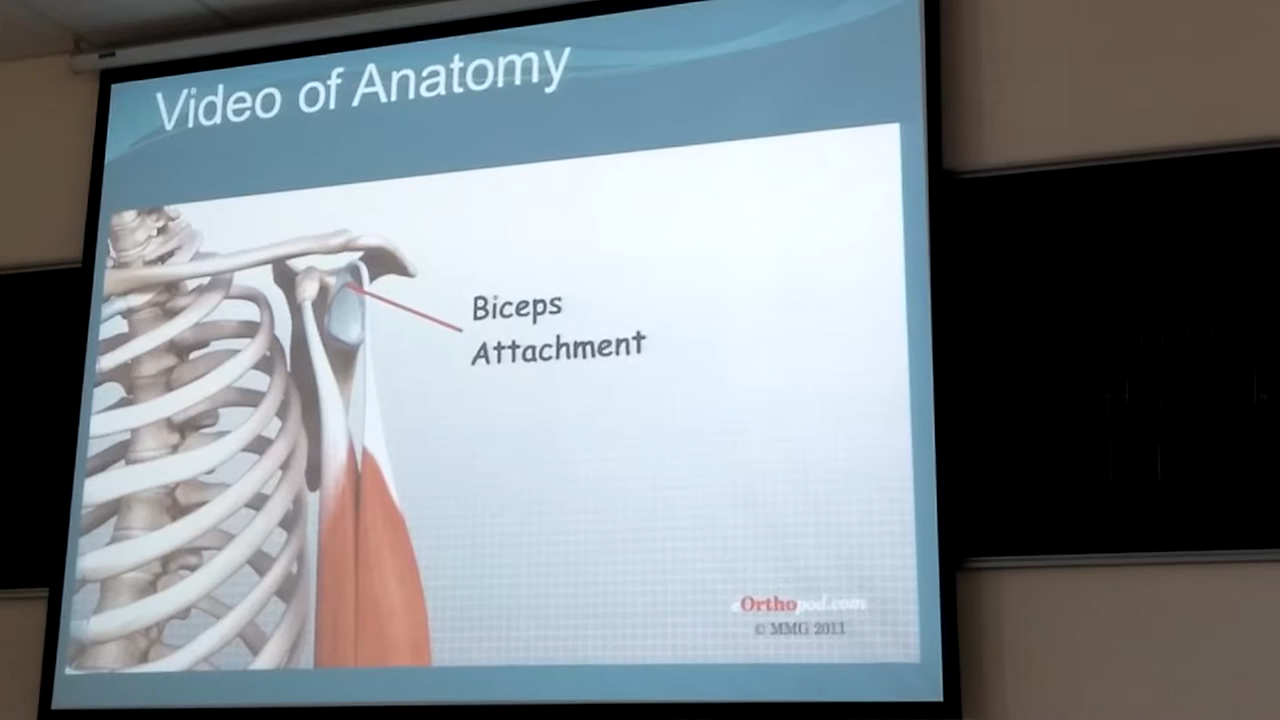 Video of Anatomy
Biceps
Attachment
eOrthopod.com
© MMG 2011